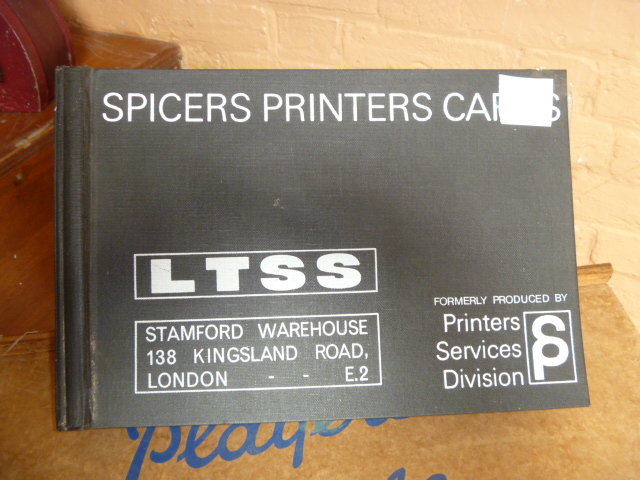 SPICERS PRINTERS
LTSS
STAMFORD WAREHOUSE
138 KINGSLAND ROAD,
LONDON - - E.2
FORMERLY PRODUCED BY
Printers
Services
Division